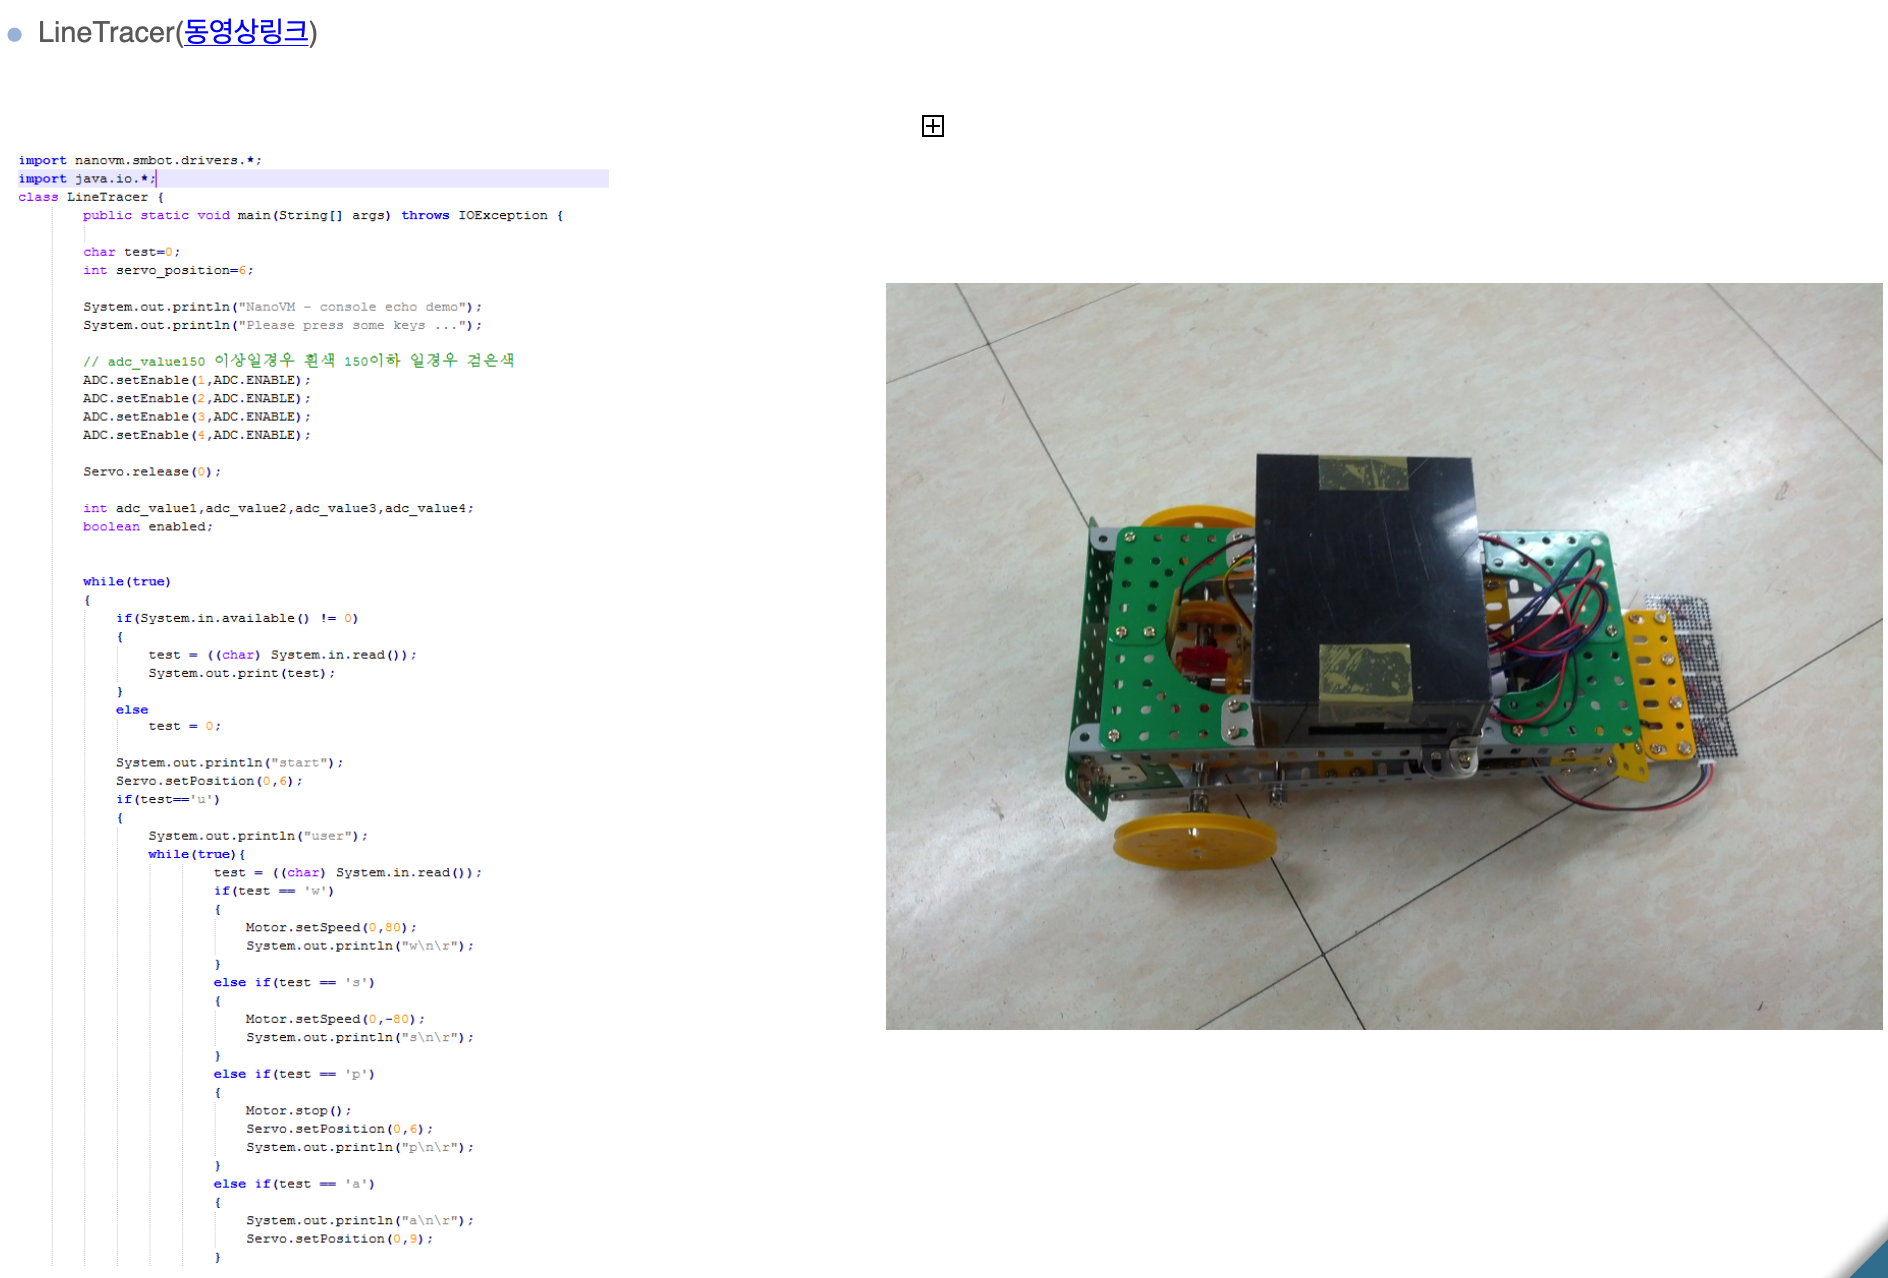 LineTracer(동영상링크)
import nanovm.smbot.drivers.*;
import java.io.*;
class LineTracer {
public static void main(String[] args) throws IOException {
char test=0;
int servo_position=6;
System.out.println("NanoVM - console echo demo");
System.out.println("Please press some keys ...");
// adc_value150 이상일경우 흰색 150이하 일경우 검은색
ADC.setEnable(1,ADC.ENABLE);
ADC.setEnable(2,ADC.ENABLE);
ADC.setEnable(3,ADC.ENABLE);
ADC.setEnable(4,ADC.ENABLE);
Servo.release(0);
int adc_value1,adc_value2,adc_value3,adc_value4;
boolean enabled;
while(true)
{
if(System.in.available() != 0)
{
test = ((char) System.in.read());
System.out.print(test);
}
else
test = 0;
System.out.println("start");
Servo.setPosition(0,6);
if(test=='u')
{
System.out.println("user");
while(true){
test = ((char) System.in.read());
if(test == 'w')
{
Motor.setSpeed(0,80);
System.out.println("w\n\r");
}
else if(test == 's')
{
Motor.setSpeed(0,-80);
System.out.println("s\n\r");
}
else if(test == 'p')
{
Motor.stop();
Servo.setPosition(0,6);
System.out.println("p\n\r");
}
else if(test == 'a')
{
System.out.println("a\n\r");
Servo.setPosition(0,9);
}